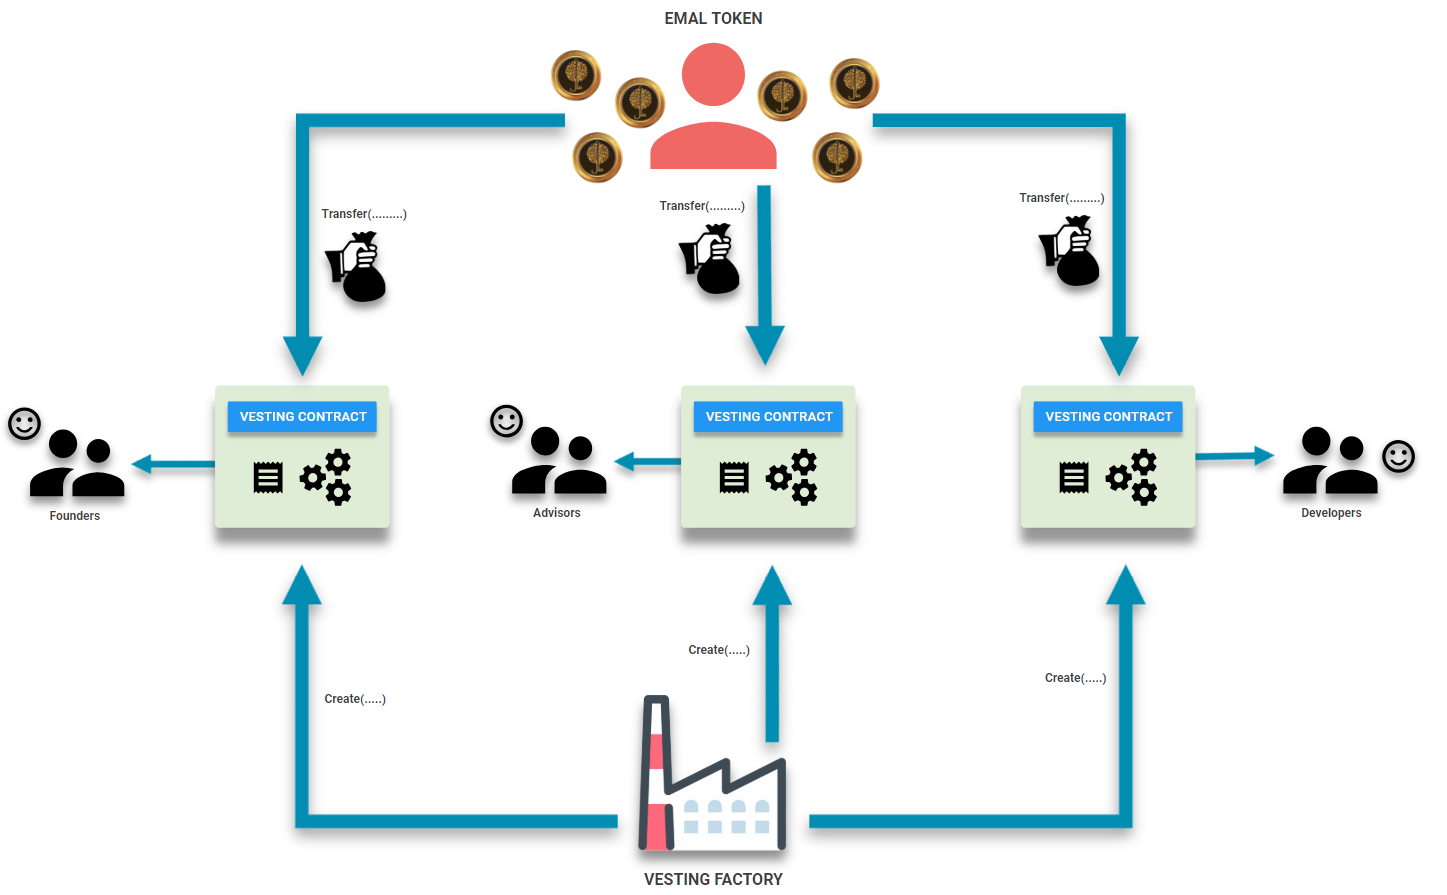 EMAL TOKEN
Transfer(.........)
Transfer(.........)
Transfer(.........)
VESTING CONTRACT
VESTING CONTRACT
VESTING CONTRACT
Founders
Advisors
Developers
Create(.....)
Create(.....)
Create(.....)
VESTING FACTORY